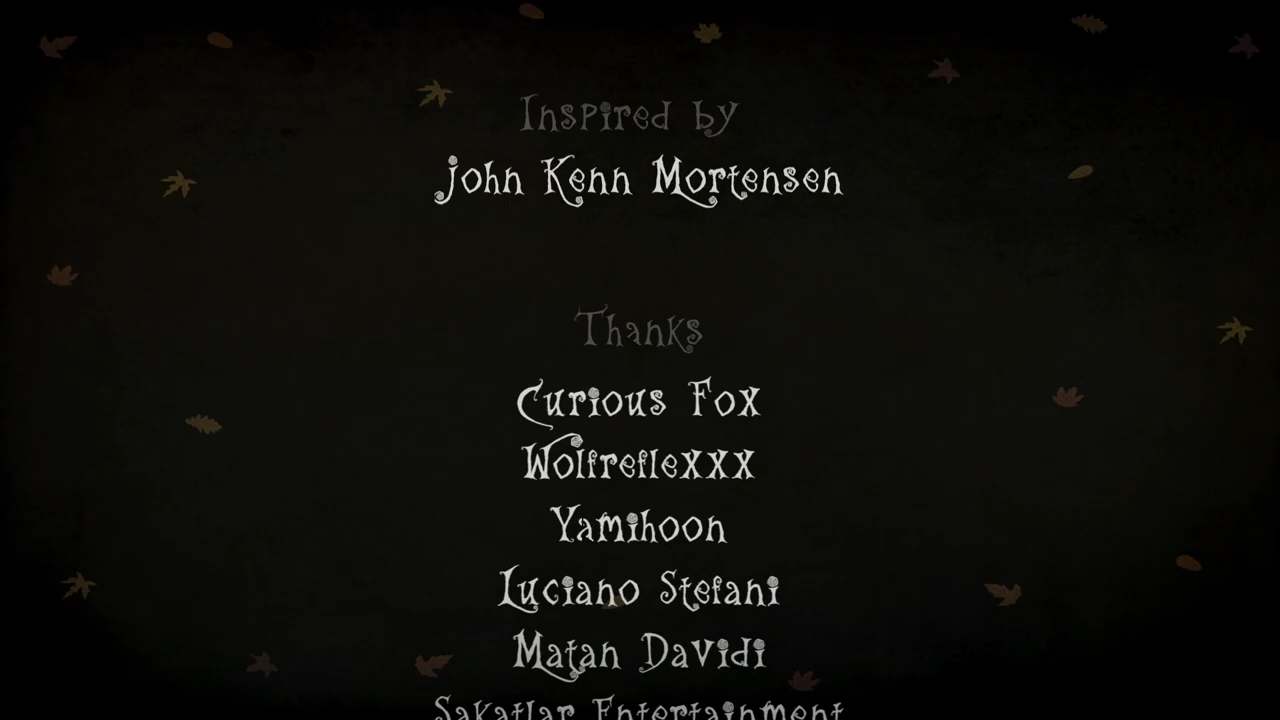 Inspired by
John Kenn Mortensen
Thanks
Curious Fox
Wolfreflexxx
Yamihoon
Luciano Stefani
Matan Davidi
Sakatlar Entertainment